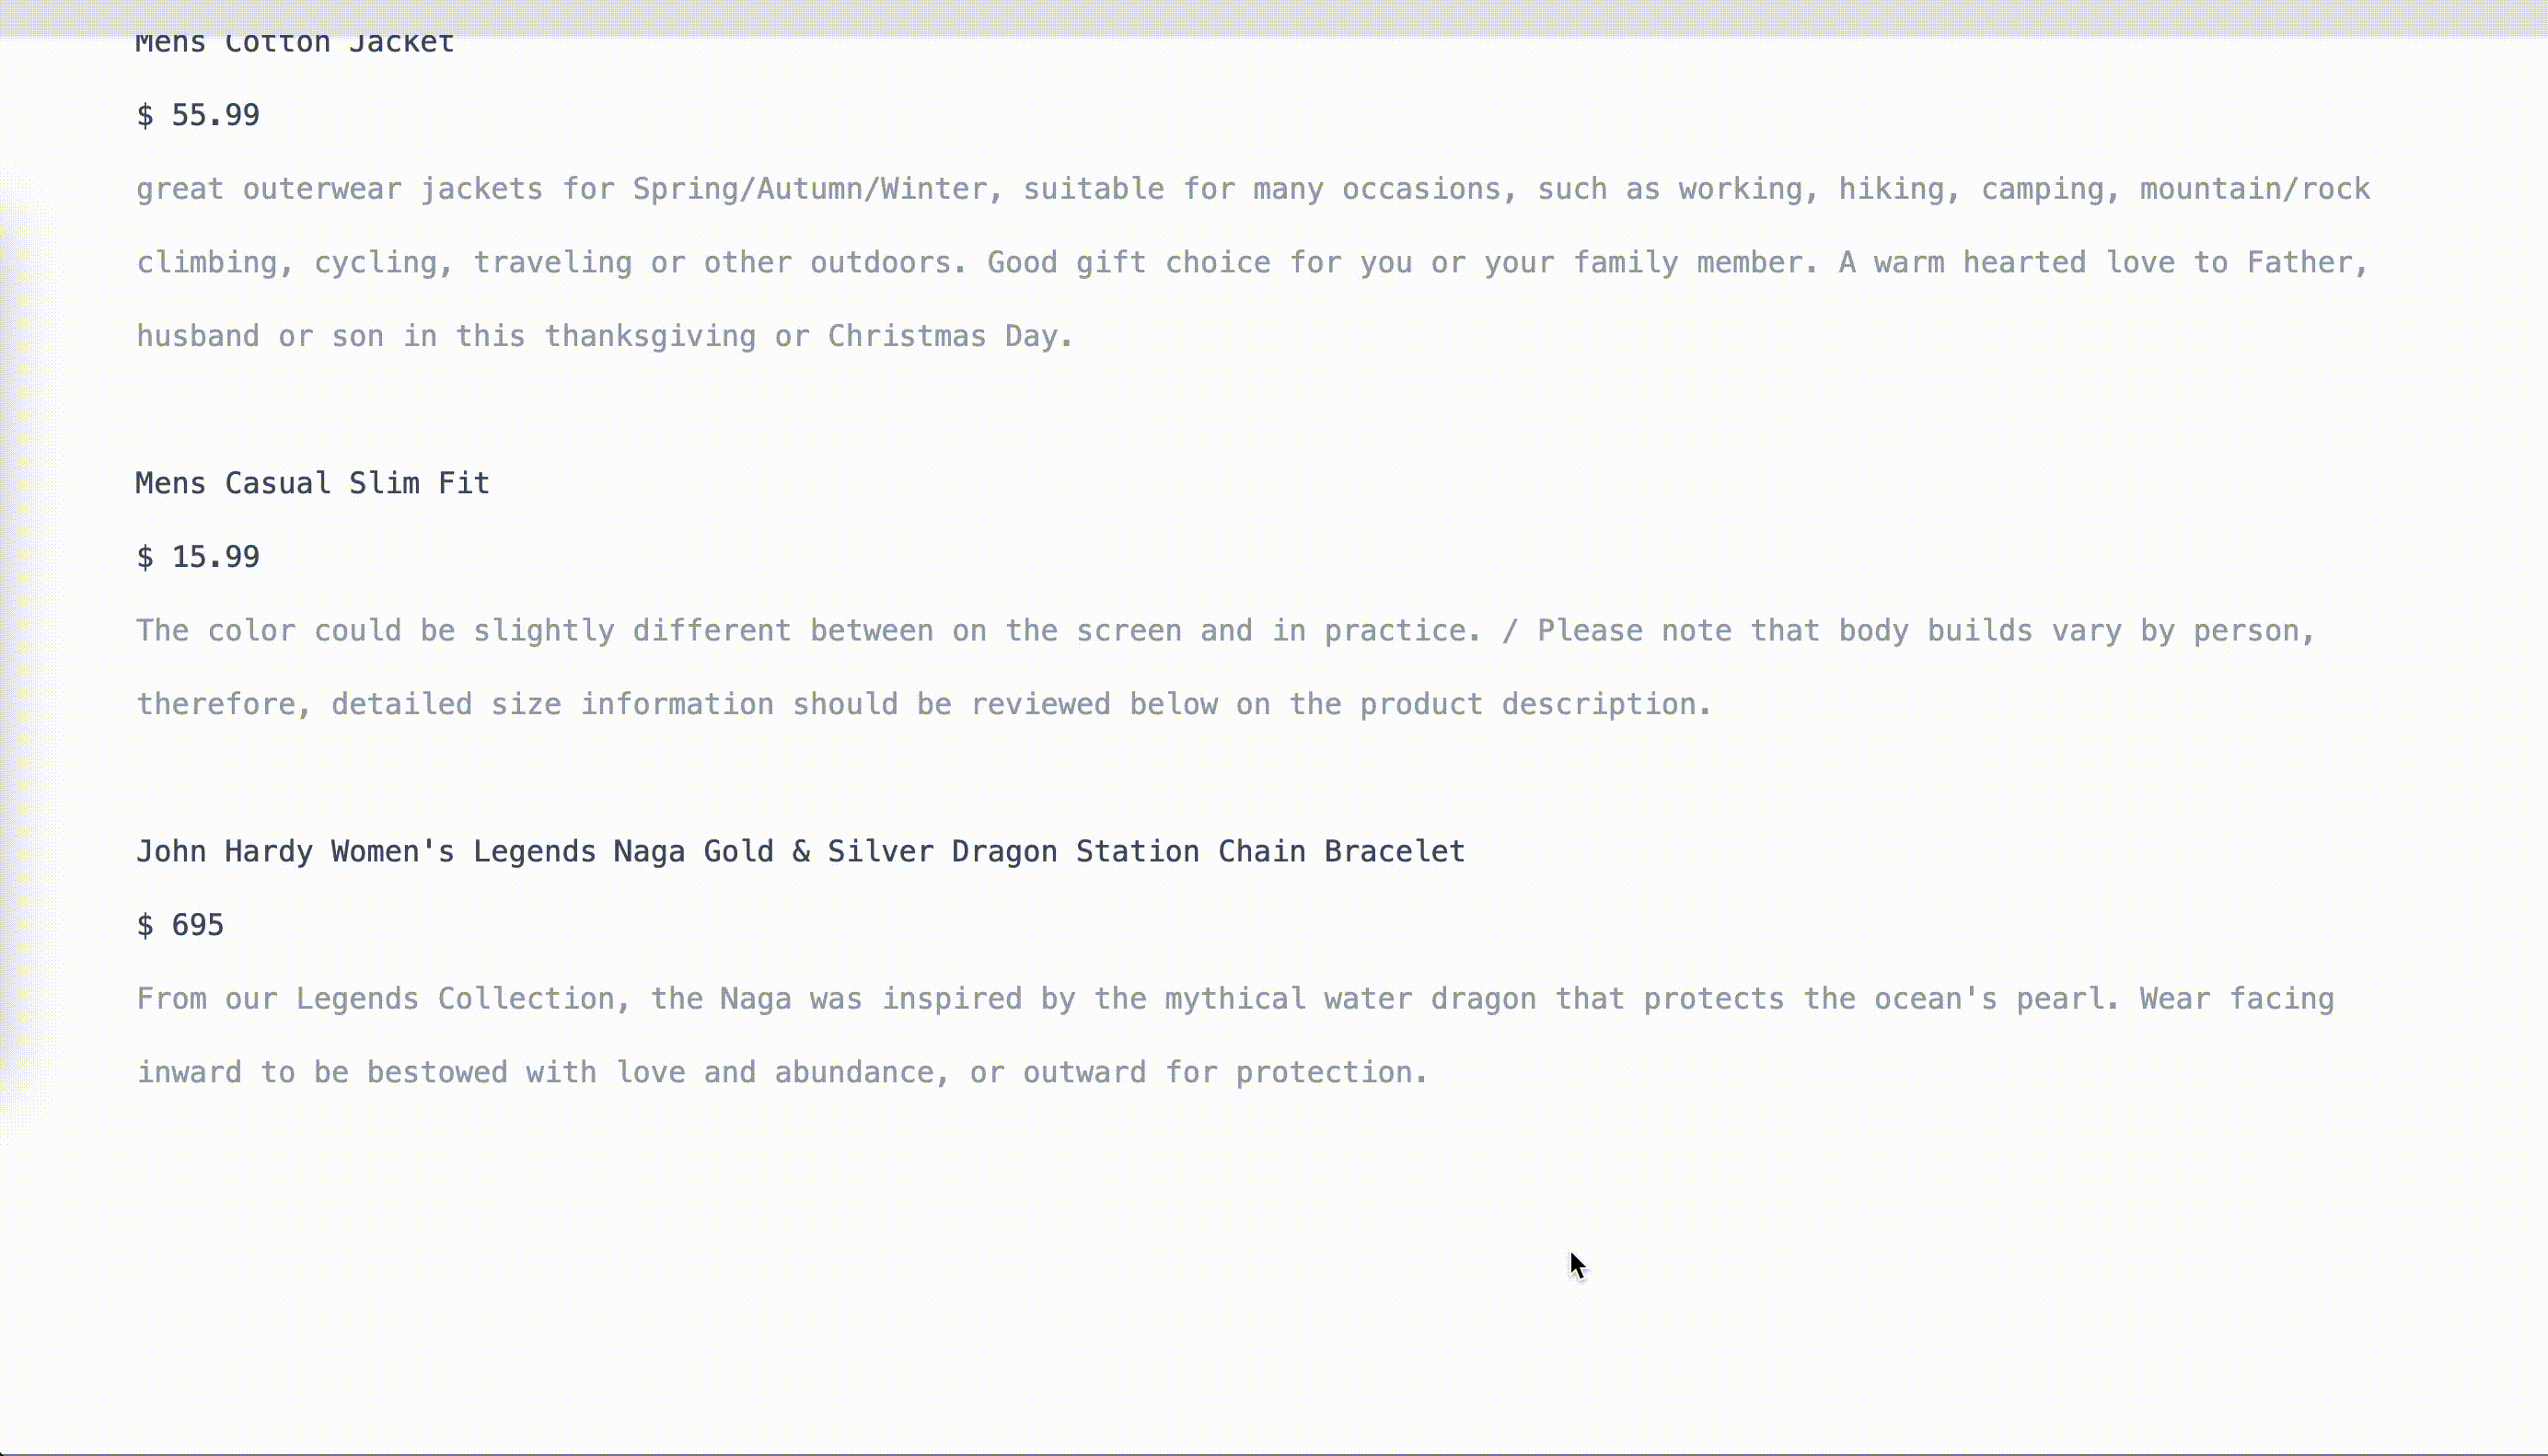 Mens Cotton Jacket
$ 55.99
great outerwear jackets for Spring/Autumn/Winter, suitable for many occasions, such as working, hiking, camping, mountain/rock
climbing, cycling, traveling or other outdoors. Good gift choice for you or your family member. A warm hearted love to Father,
husband or son in this thanksgiving or Christmas Day.
Mens Casual Slim Fit
$ 15.99
The color could be slightly different between on the screen and in practice. / Please note that body builds vary by person,
therefore, detailed size information should be reviewed below on the product description.
John Hardy Women's Legends Naga Gold & Silver Dragon Station Chain Bracelet
$ 695
From our Legends Collection, the Naga was inspired by the mythical water dragon that protects the ocean's pearl. Wear facing
inward to be bestowed with love and abundance, or outward for protection.